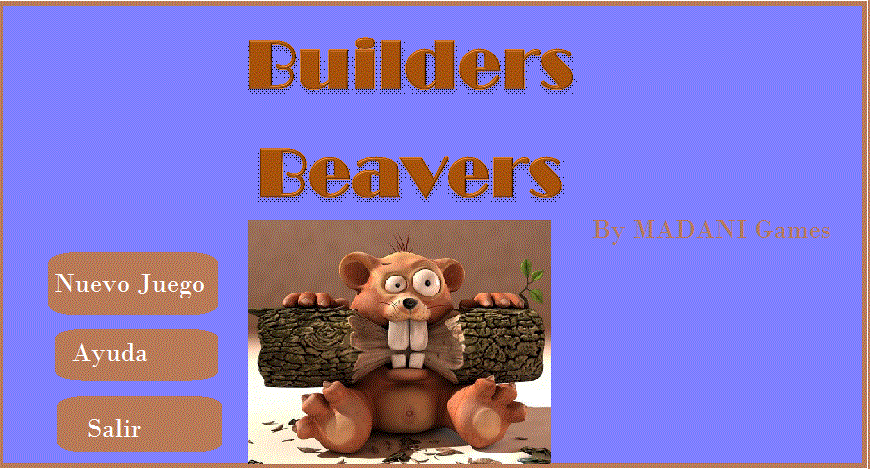 Builders
Beavers
By MADANI Games
Nuevo Juego
Ayuda
Salir